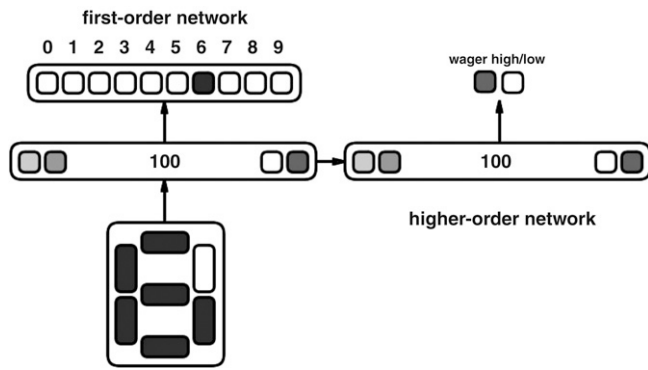 first-order network
0 1 2 3 4 5 6 7 8 9
wager high/low
100
100
higher-order network